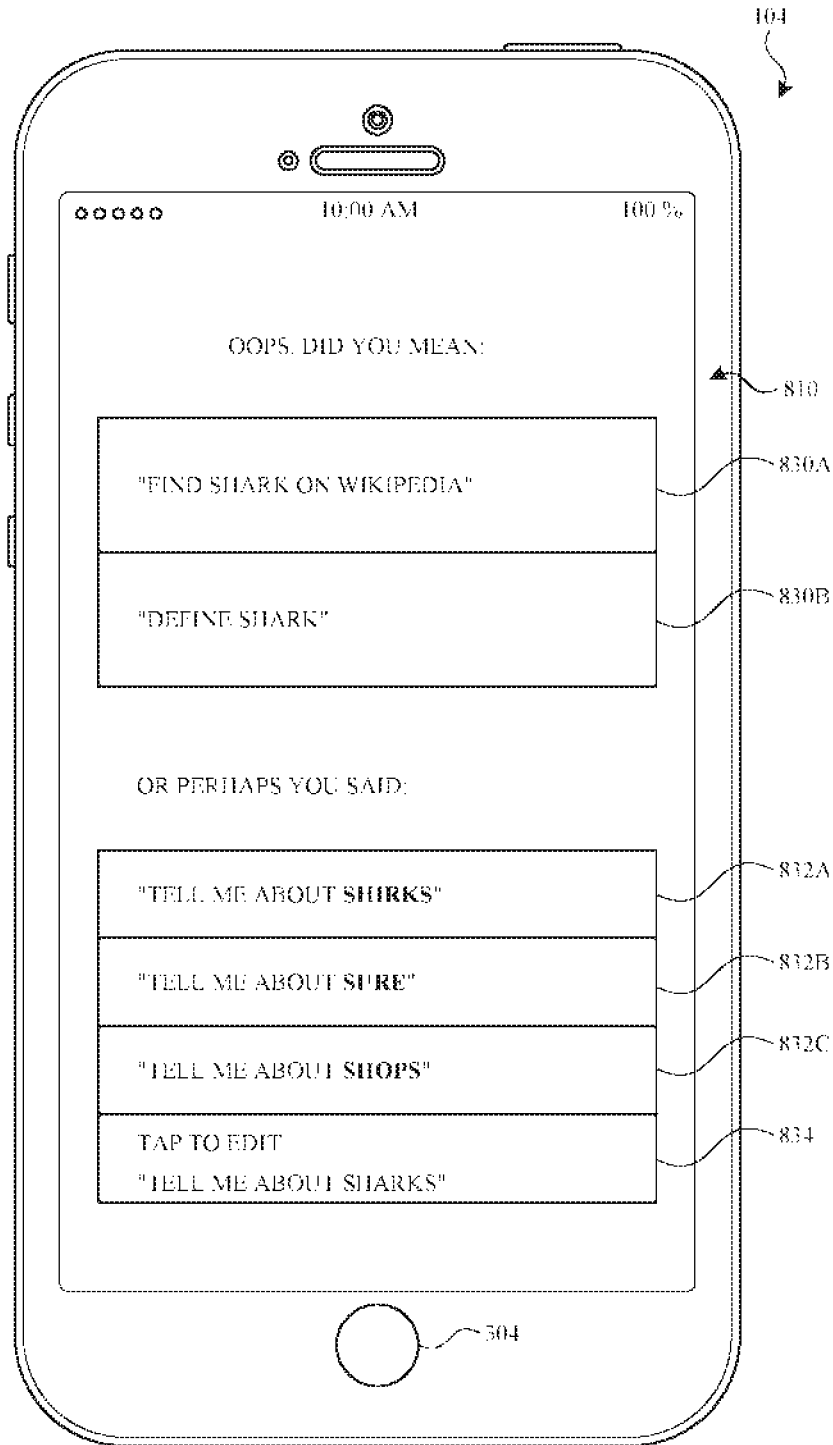 104
10:00 AM 100 %
OOPS, DID YOU MEAN:
810
"FIND SHARK ON WIKIPEDIA"
830A
"DEFINE SHARK"
830B
OR PERHAPS YOU SAID:
"TELL ME ABOUT SHIRKS"
832A
"TELL ME ABOUT SURE"
832B
"TELL ME ABOUT SHOPS"
832C
TAP TO EDIT
834
"TELL ME ABOUT SHARKS"
304